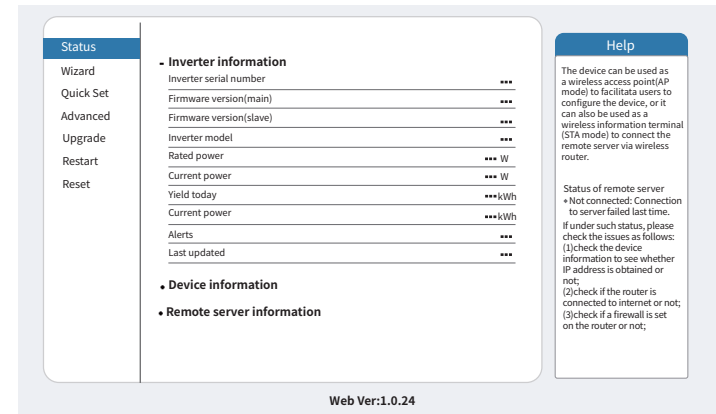 Status
Wizard
Quick Set
Advanced
Upgrade
Restart
Reset
- Inverter information
Inverter serial number ---
Firmware version(main) ---
Firmware version(slave) ---
Inverter model ---
Rated power --- W
Current power --- W
Yield today --- kWh
Current power --- kWh
Alerts ---
Last updated ---
• Device information
• Remote server information
Help
The device can be used as
a wireless access point(AP
mode) to facilitata users to
configure the device, or it
can also be used as a
wireless information terminal
(STA mode) to connect the
remote server via wireless
router.
Status of remote server
◆Not connected: Connection
to server failed last time.
If under such status, please
check the issues as follows:
(1)check the device
information to see whether
IP address is obtained or
not;
(2)check if the router is
connected to internet or not;
(3)check if a firewall is set
on the router or not;
Web Ver:1.0.24